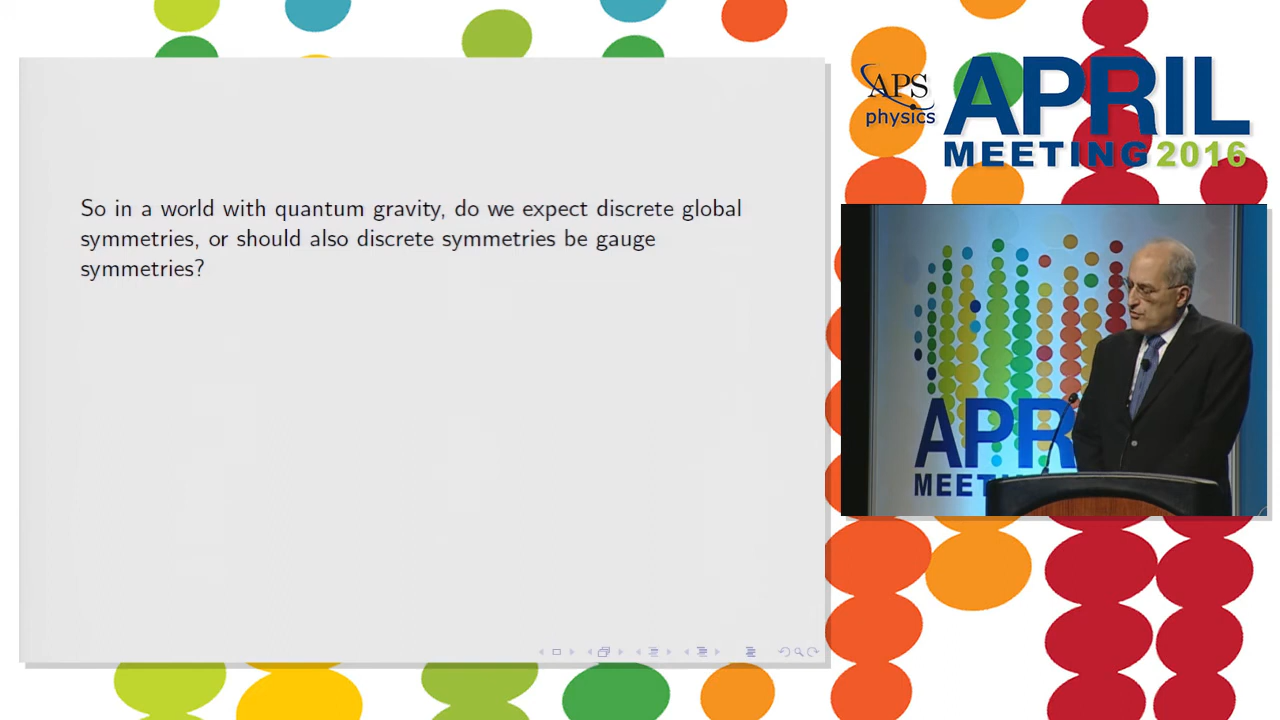 So in a world with quantum gravity, do we expect discrete global
symmetries, or should also discrete symmetries be gauge
symmetries?
APS
physics
APRIL
MEETING 2016
APR
MEET